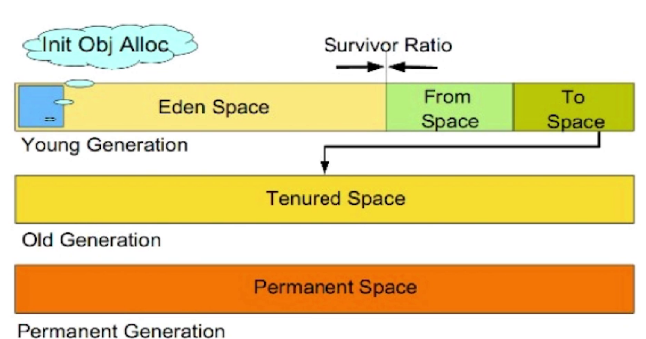 Init Obj Alloc
Survivor Ratio
Eden Space
From
Space
To
Space
Young Generation
Tenured Space
Old Generation
Permanent Space
Permanent Generation